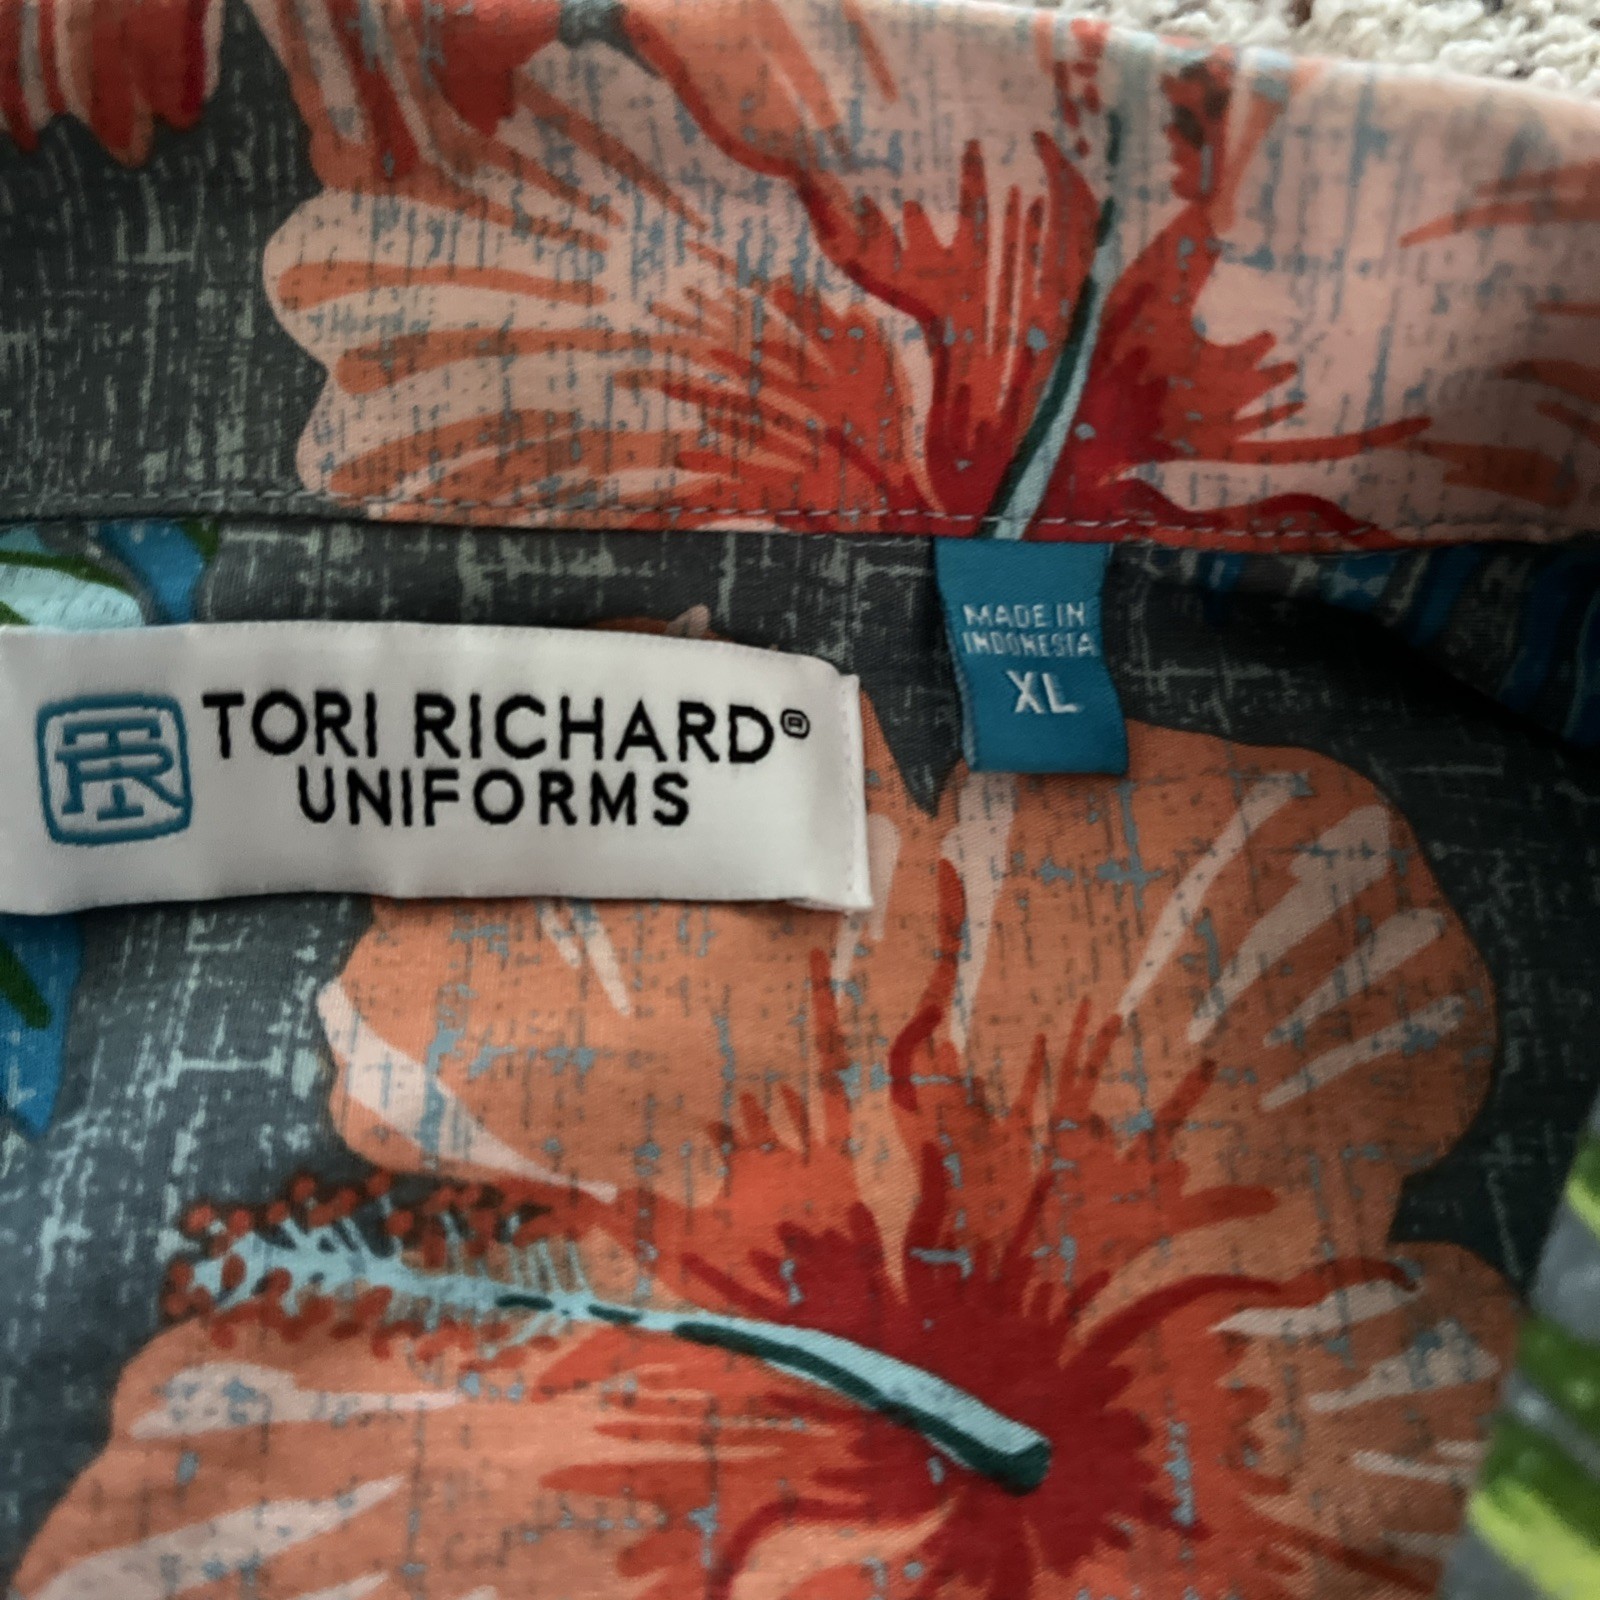 TORI RICHARD®
UNIFORMS
MADE IN
INDONESIA
XL